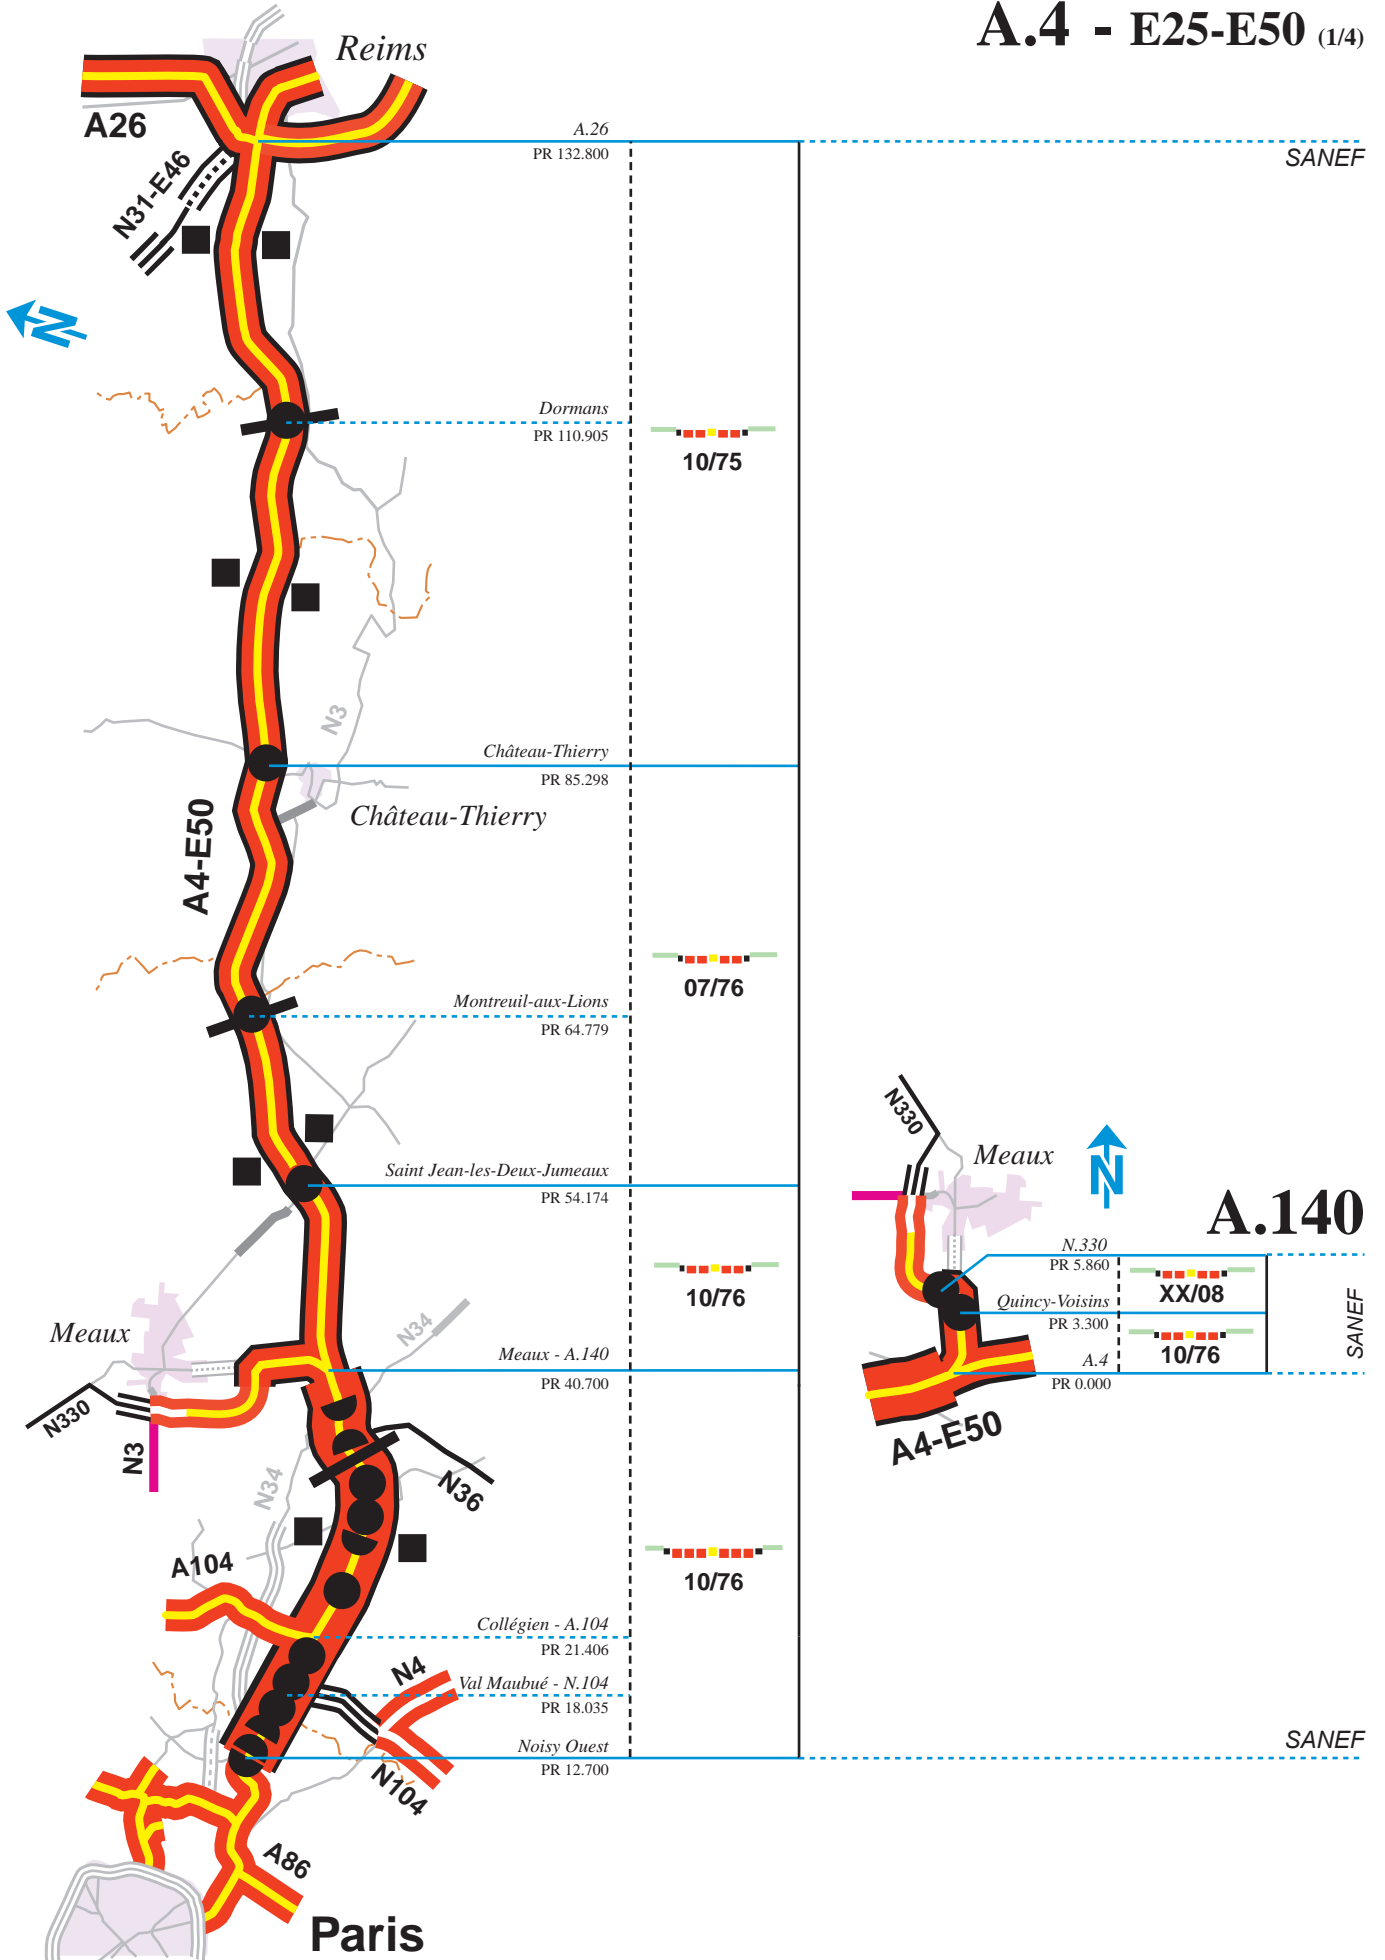 A.4 - E25-E50 (1/4)
Reims
A26
A.26
PR 132.800
SANEF
N31-E46
N
Dormans
PR 110.905
10/75
N3
Château-Thierry
PR 85.298
Château-Thierry
A4-E50
07/76
Montreuil-aux-Lions
PR 64.779
N330
Meaux
N
Saint Jean-les-Deux-Jumeaux
PR 54.174
A.140
N.330
PR 5.860
XX/08
Quincy-Voisins
PR 3.300
10/76
A.4
PR 0.000
SANEF
A4-E50
10/76
N34
Meaux
Meaux - A.140
PR 40.700
N330
N3
N34
N36
A104
10/76
Collégien - A.104
PR 21.406
N4
Val Maubué - N.104
PR 18.035
Noisy Ouest
PR 12.700
SANEF
N104
A86
Paris